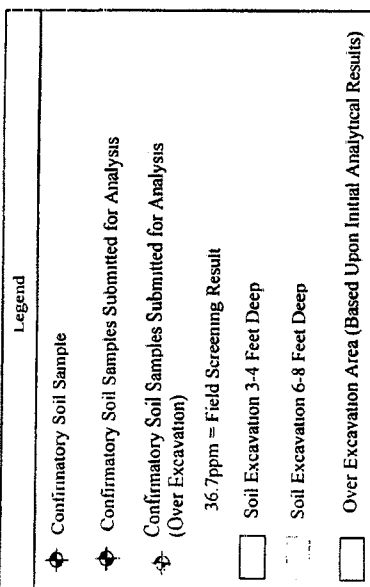 Legend
Confirmatory Soil Sample
Confirmatory Soil Samples Submitted for Analysis
Confirmatory Soil Samples Submitted for Analysis
(Over Excavation)
36.7ppm = Field Screening Result
Soil Excavation 3-4 Feet Deep
Soil Excavation 6-8 Feet Deep
Over Excavation Area (Based Upon Initial Analytical Results)